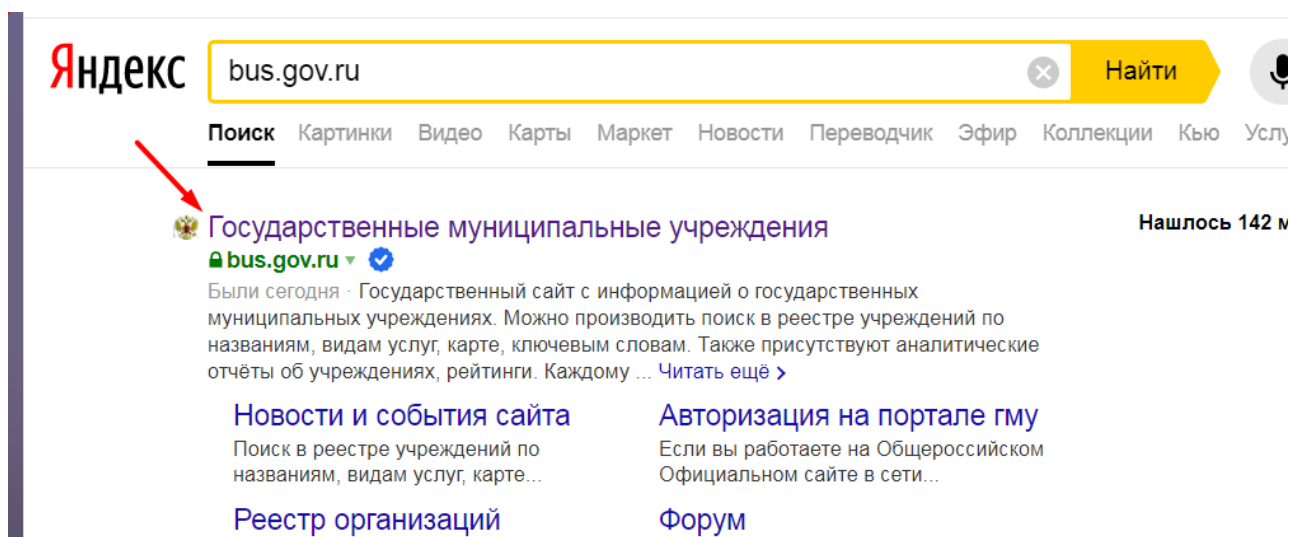 Яндекс
bus.gov.ru
Найти
Поиск Картинки Видео Карты Маркет Новости Переводчик Эфир Коллекции Кью Услу
Государственные муниципальные учреждения
Нашлось 142 м
bus.gov.ru
Были сегодня · Государственный сайт с информацией о государственных
муниципальных учреждениях. Можно производить поиск в реестре учреждений по
названиям, видам услуг, карте, ключевым словам. Также присутствуют аналитические
отчёты об учреждениях, рейтинги. Каждому ... Читать ещё >
Новости и события сайта
Поиск в реестре учреждений по
названиям, видам услуг, карте...
Авторизация на портале гму
Если вы работаете на Общероссийском
Официальном сайте в сети...
Реестр организаций
Форум